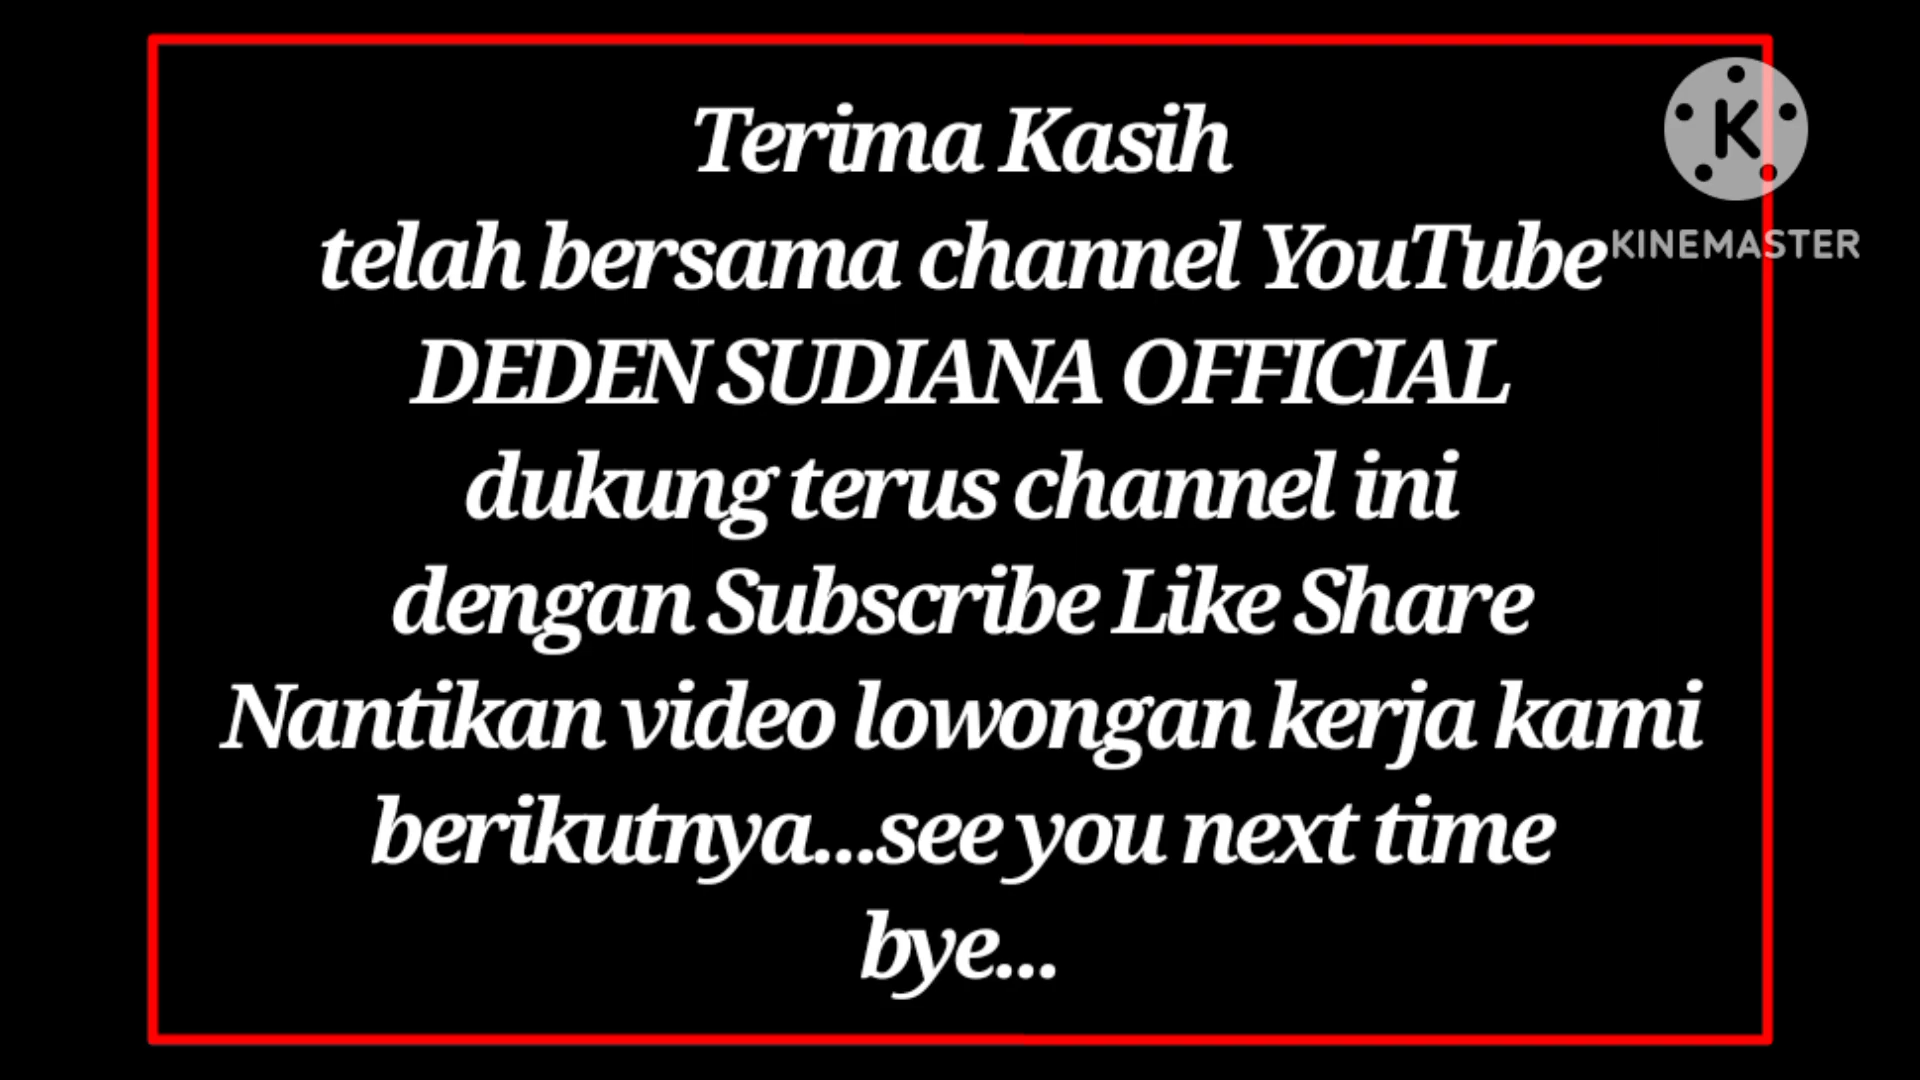 Terima Kasih
telah bersama channel YouTube
DEDEN SUDIANA OFFICIAL
dukung terus channel ini
dengan Subscribe Like Share
Nantikan video lowongan kerja kami
berikutnya...see you next time
bye...
K
KINEMASTER